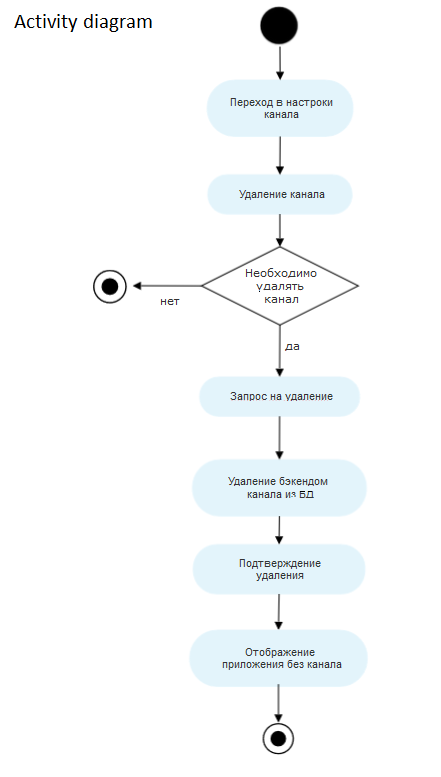 Activity diagram
Переход в настроки
канала
Удаление канала
Необходимо
удалять
канал
нет
да
Запрос на удаление
Удаление бэкендом
канала из БД
Подтверждение
удаления
Отображение
приложения без канала